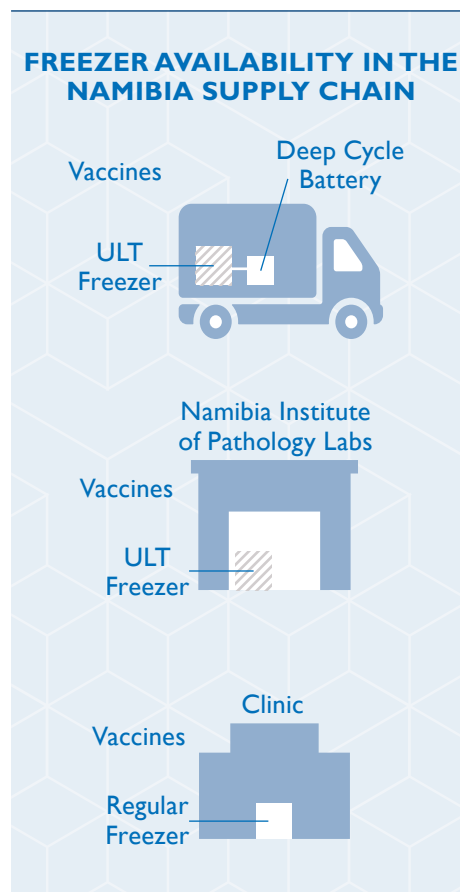 FREEZER AVAILABILITY IN THE
NAMIBIA SUPPLY CHAIN
Deep Cycle
Battery
Vaccines
ULT
Freezer
Namibia Institute
of Pathology Labs
Vaccines
ULT
Freezer
Clinic
Vaccines
Regular
Freezer